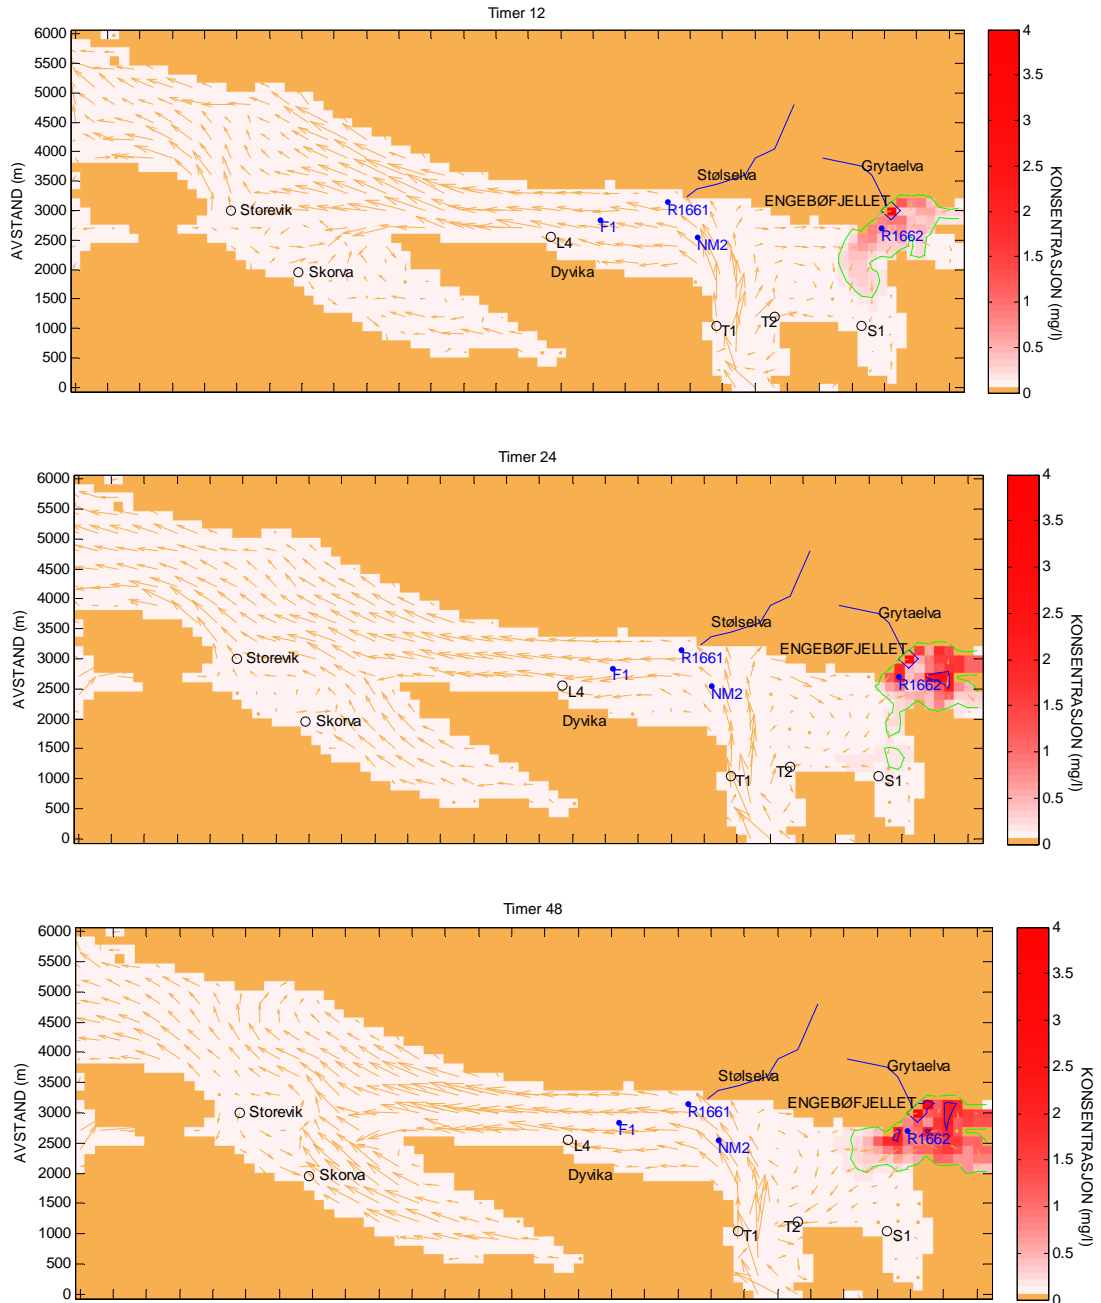 Timer 12
6000
5500
5000
4500
4000
3500
3000
2500
2000
1500
1000
500
0
AVSTAND (m)
Stølselva
Grytaelva
ENGEBØFJELLET
R1661
R1662
F1
NM2
L4
Dyvika
Storevik
Skorva
T1
T2
S1
4
3.5
3
2.5
2
1.5
1
0.5
0
KONSENTRASJON (mg/l)
Timer 24
6000
5500
5000
4500
4000
3500
3000
2500
2000
1500
1000
500
0
AVSTAND (m)
Stølselva
Grytaelva
ENGEBØFJELLET
R1661
R1662
F1
NM2
L4
Dyvika
Storevik
Skorva
T1
T2
S1
4
3.5
3
2.5
2
1.5
1
0.5
0
KONSENTRASJON (mg/l)
Timer 48
6000
5500
5000
4500
4000
3500
3000
2500
2000
1500
1000
500
0
AVSTAND (m)
Stølselva
Grytaelva
ENGEBØFJELLET
R1661
R1662
F1
NM2
L4
Dyvika
Storevik
Skorva
T1
T2
S1
4
3.5
3
2.5
2
1.5
1
0.5
0
KONSENTRASJON (mg/l)